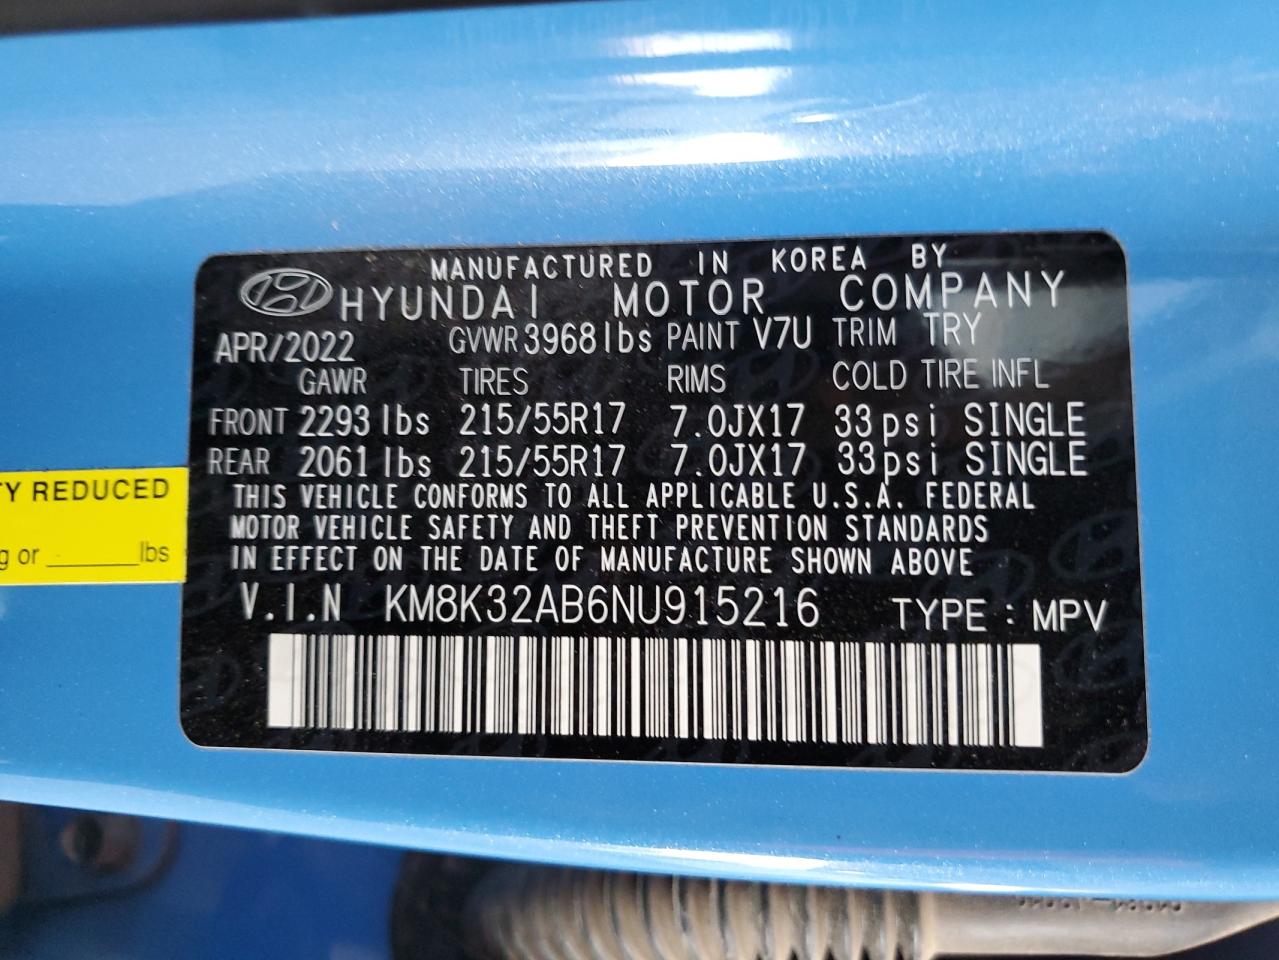 MANUFACTURED IN KOREA BY
HYUNDAI MOTOR COMPANY
APR/2022 GVWR 3968 lbs PAINT V7U TRIM TRY
GAWR TIRES RIMS COLD TIRE INFL
FRONT 2293 lbs 215/55R17 7.0JX17 33psi SINGLE
REAR 2061 lbs 215/55R17 7.0JX17 33psi SINGLE
THIS VEHICLE CONFORMS TO ALL APPLICABLE U.S.A. FEDERAL
MOTOR VEHICLE SAFETY AND THEFT PREVENTION STANDARDS
IN EFFECT ON THE DATE OF MANUFACTURE SHOWN ABOVE
V.I.N KM8K32AB6NU915216 TYPE : MPV
TY REDUCED
g or ______lbs